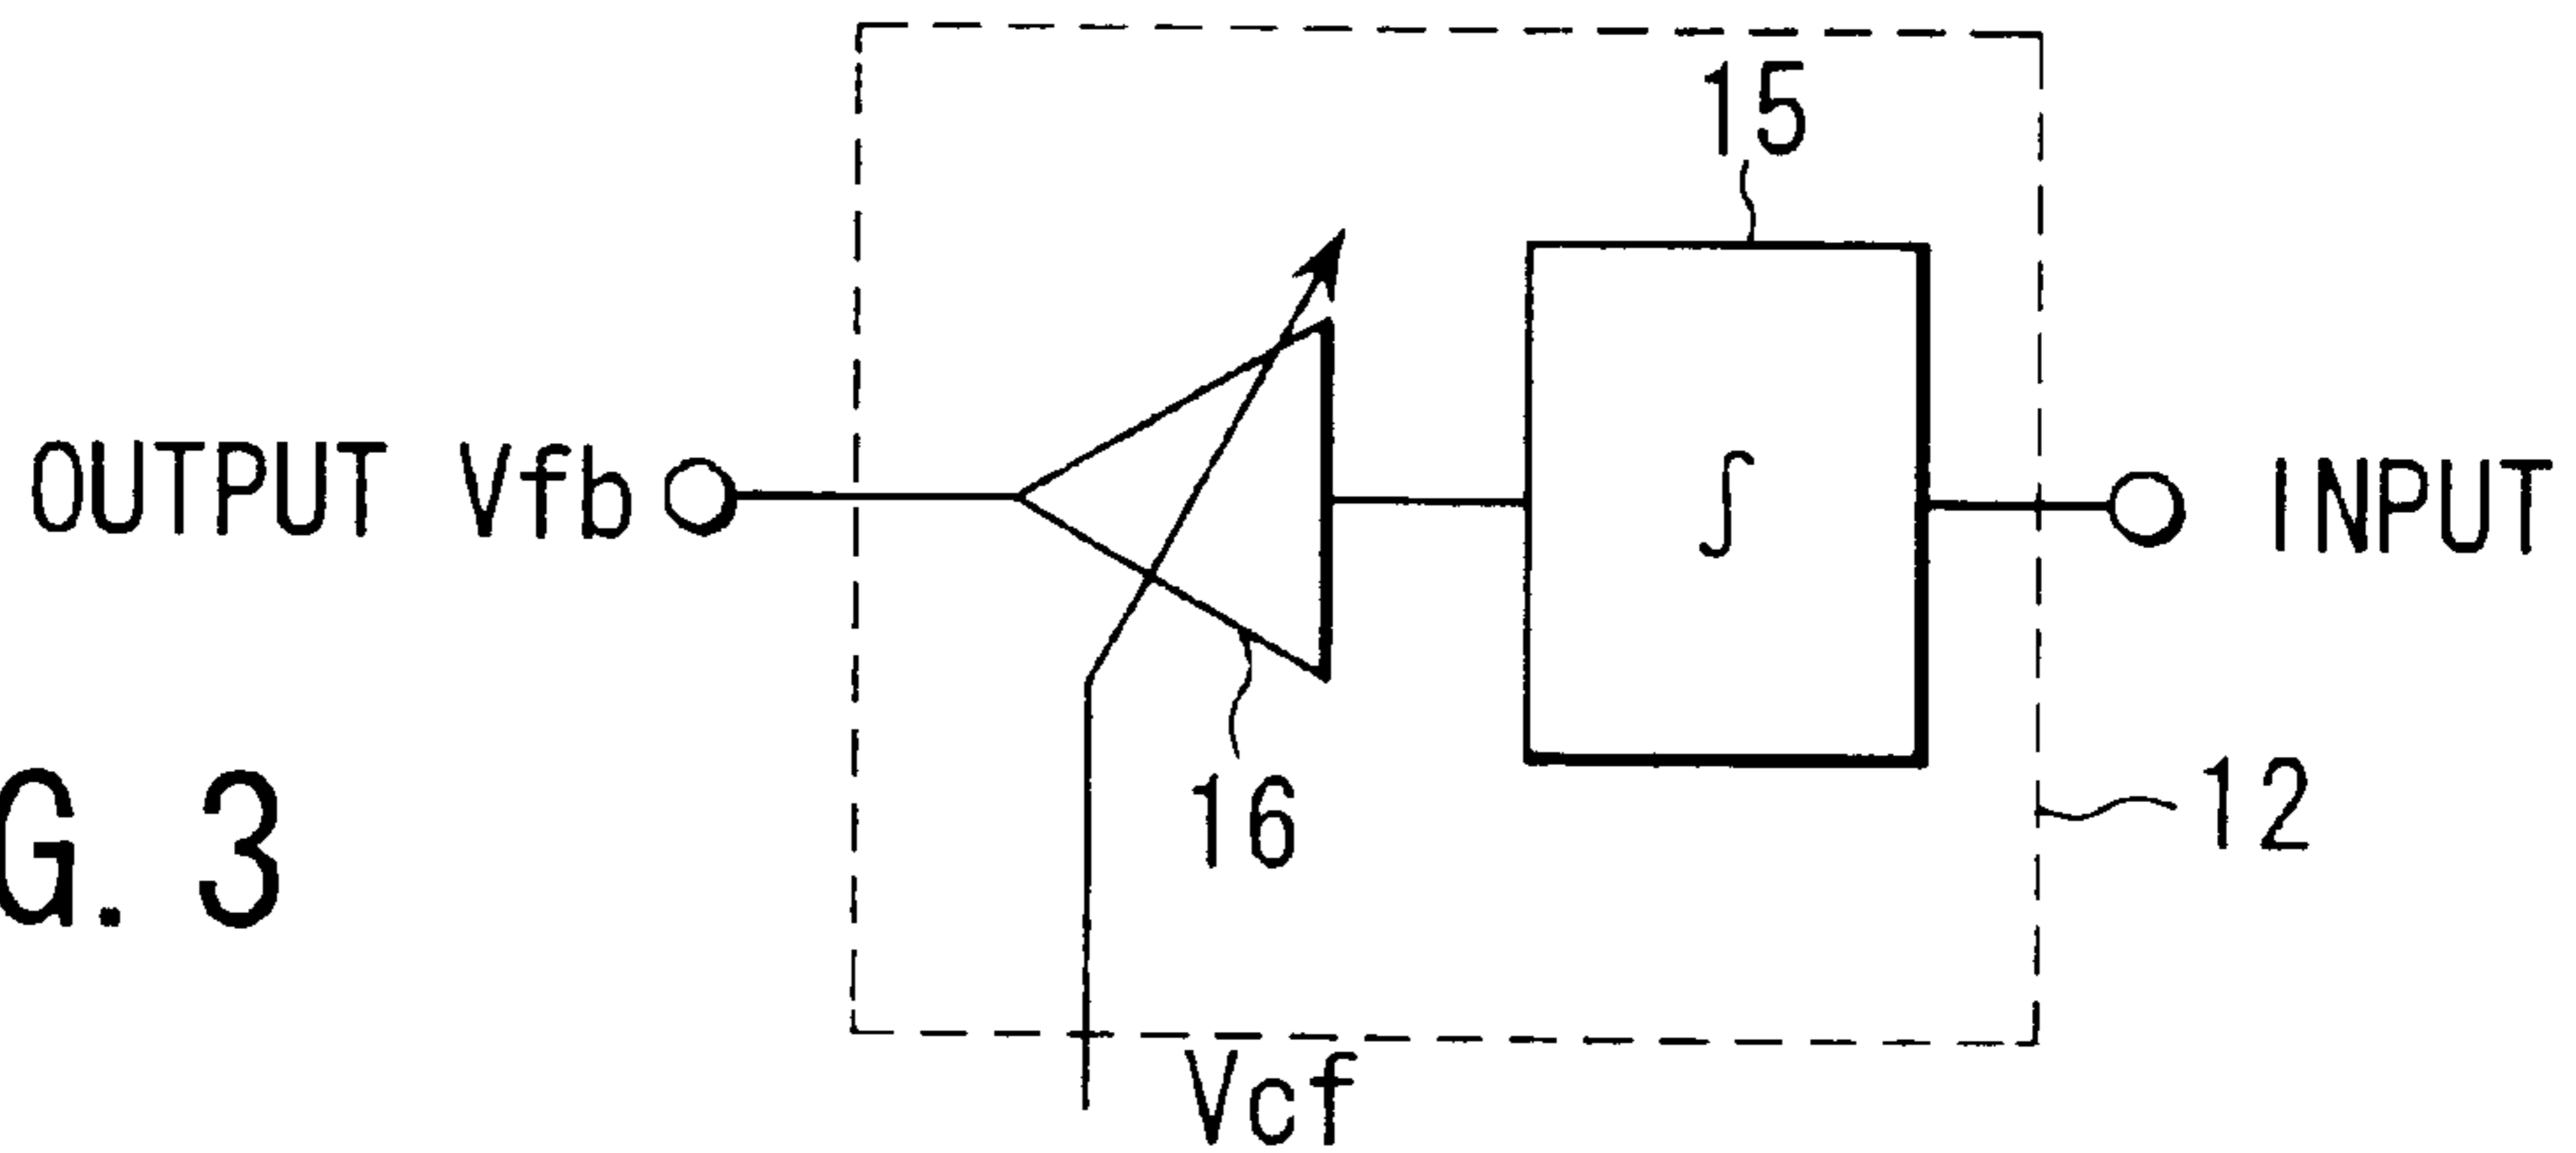 15
OUTPUT Vfb
∫
INPUT
16
12
G. 3
Vcf